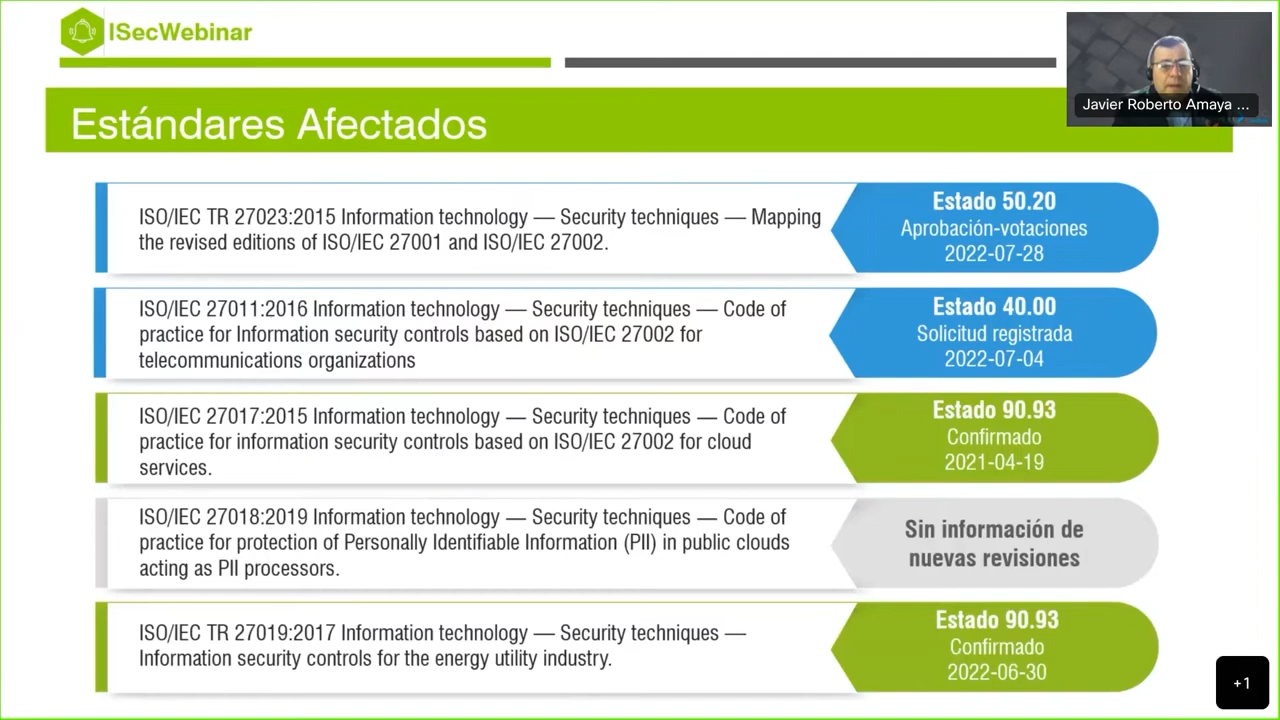 ISecWebinar
Javier Roberto Amaya ...
Estándares Afectados
ISO/IEC TR 27023:2015 Information technology — Security techniques — Mapping
the revised editions of ISO/IEC 27001 and ISO/IEC 27002.
Estado 50.20
Aprobación-votaciones
2022-07-28
ISO/IEC 27011:2016 Information technology — Security techniques — Code of
practice for Information security controls based on ISO/IEC 27002 for
telecommunications organizations
Estado 40.00
Solicitud registrada
2022-07-04
ISO/IEC 27017:2015 Information technology — Security techniques — Code of
practice for information security controls based on ISO/IEC 27002 for cloud
services.
Estado 90.93
Confirmado
2021-04-19
ISO/IEC 27018:2019 Information technology — Security techniques — Code of
practice for protection of Personally Identifiable Information (PII) in public clouds
acting as PII processors.
Sin información de
nuevas revisiones
ISO/IEC TR 27019:2017 Information technology — Security techniques —
Information security controls for the energy utility industry.
Estado 90.93
Confirmado
2022-06-30
+1